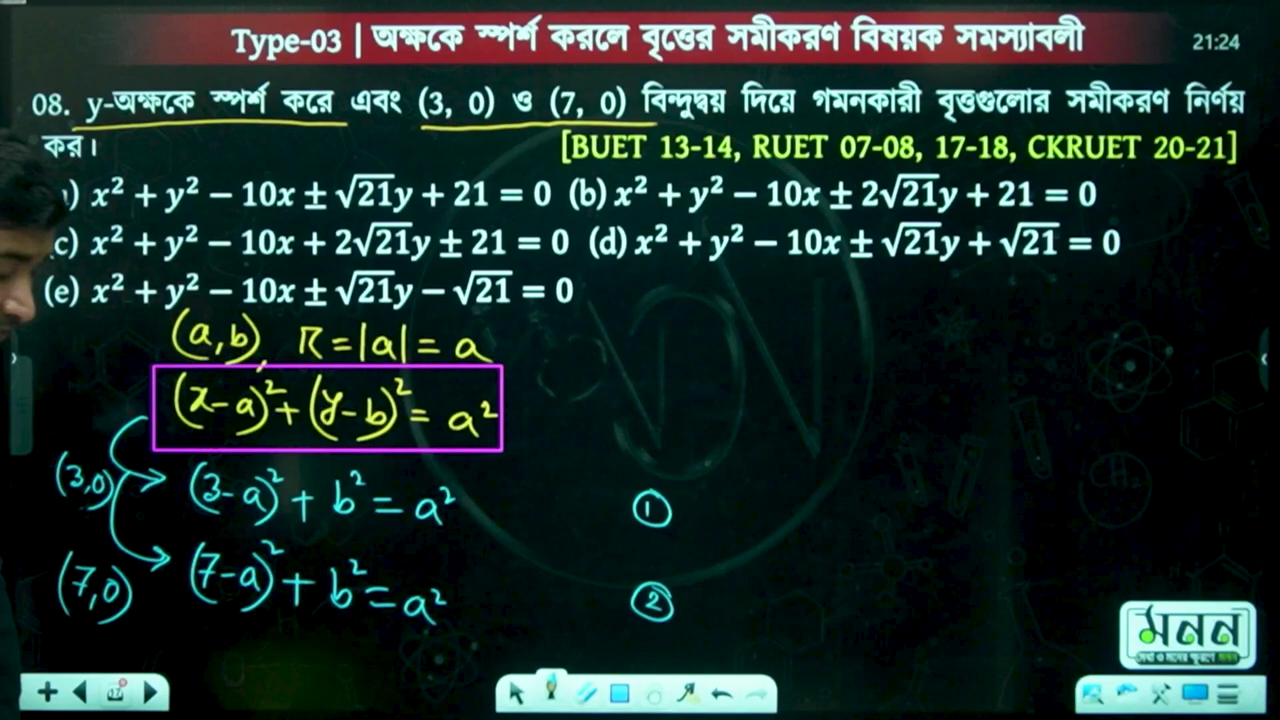 Type-03 | অক্ষকে স্পর্শ করলে বৃত্তের সমীকরণ বিষয়ক সমস্যাবলী
21:24
08. y-অক্ষকে স্পর্শ করে এবং (3, 0) ও (7, 0) বিন্দুদ্বয় দিয়ে গমনকারী বৃত্তগুলোর সমীকরণ নির্ণয়
কর।
[BUET 13-14, RUET 07-08, 17-18, CKRUET 20-21]
) x² + y² − 10x ± √21y + 21 = 0 (b) x² + y² − 10x ± 2√21y + 21 = 0
c) x² + y² − 10x + 2√21y ± 21 = 0 (d) x² + y² − 10x ± √21y + √21 = 0
(e) x² + y² − 10x ± √21y − √21 = 0
(a,b), r = |a| = a
(x-a)² + (y-b)² = a²
(3,0) → (3-a)² + b² = a² ①
(7,0) → (7-a)² + b² = a² ②
CH₂
মনন
17